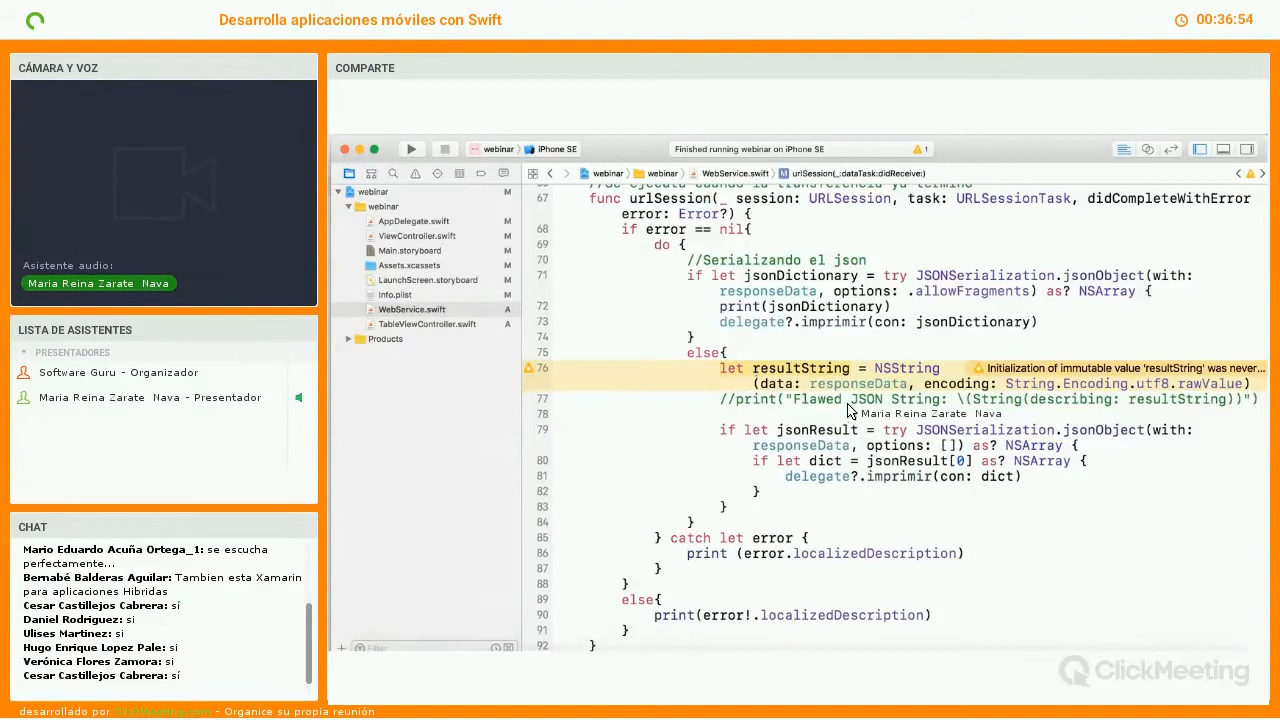 Desarrolla aplicaciones móviles con Swift
00:36:54
CÁMARA Y VOZ
Asistente audio:
Maria Reina Zarate Nava
LISTA DE ASISTENTES
PRESENTADORES
Software Guru - Organizador
Maria Reina Zarate Nava - Presentador
CHAT
Mario Eduardo Acuña Ortega_1: se escucha
perfectamente...
Bernabé Balderas Aguilar: Tambien esta Xamarin
para aplicaciones Hibridas
Cesar Castillejos Cabrera: sí
Daniel Rodriguez: si
Ulises Martinez: si
Hugo Enrique Lopez Pale: si
Verónica Flores Zamora: si
Cesar Castillejos Cabrera: sí
COMPARTE
webinar iPhone SE
Finished running webinar on iPhone SE
1
webinar webinar WebService.swift urlSession(_:dataTask:didReceive:)
webinar M
webinar
AppDelegate.swift M
ViewController.swift M
Main.storyboard M
Assets.xcassets M
LaunchScreen.storyboard M
Info.plist M
WebService.swift A
TableViewController.swift A
Products
Filter
//Se ejecuta cuando la transferencia ya termino
67 func urlSession(_ session: URLSession, task: URLSessionTask, didCompleteWithError
error: Error?) {
68 if error == nil{
69 do {
70 //Serializando el json
71 if let jsonDictionary = try JSONSerialization.jsonObject(with:
responseData, options: .allowFragments) as? NSArray {
72 print(jsonDictionary)
73 delegate?.imprimir(con: jsonDictionary)
74 }
75 else{
76 let resultString = NSString
Initialization of immutable value 'resultString' was never...
(data: responseData, encoding: String.Encoding.utf8.rawValue)
77 //print("Flawed JSON String: \(String(describing: resultString))")
78
Maria Reina Zarate Nava
79 if let jsonResult = try JSONSerialization.jsonObject(with:
responseData, options: []) as? NSArray {
80 if let dict = jsonResult[0] as? NSArray {
81 delegate?.imprimir(con: dict)
82 }
83 }
84 }
85 } catch let error {
86 print (error.localizedDescription)
87 }
88 }
89 else{
90 print(error!.localizedDescription)
91 }
92 }
ClickMeeting
desarrollado por ClickMeeting.com - Organice su propia reunión